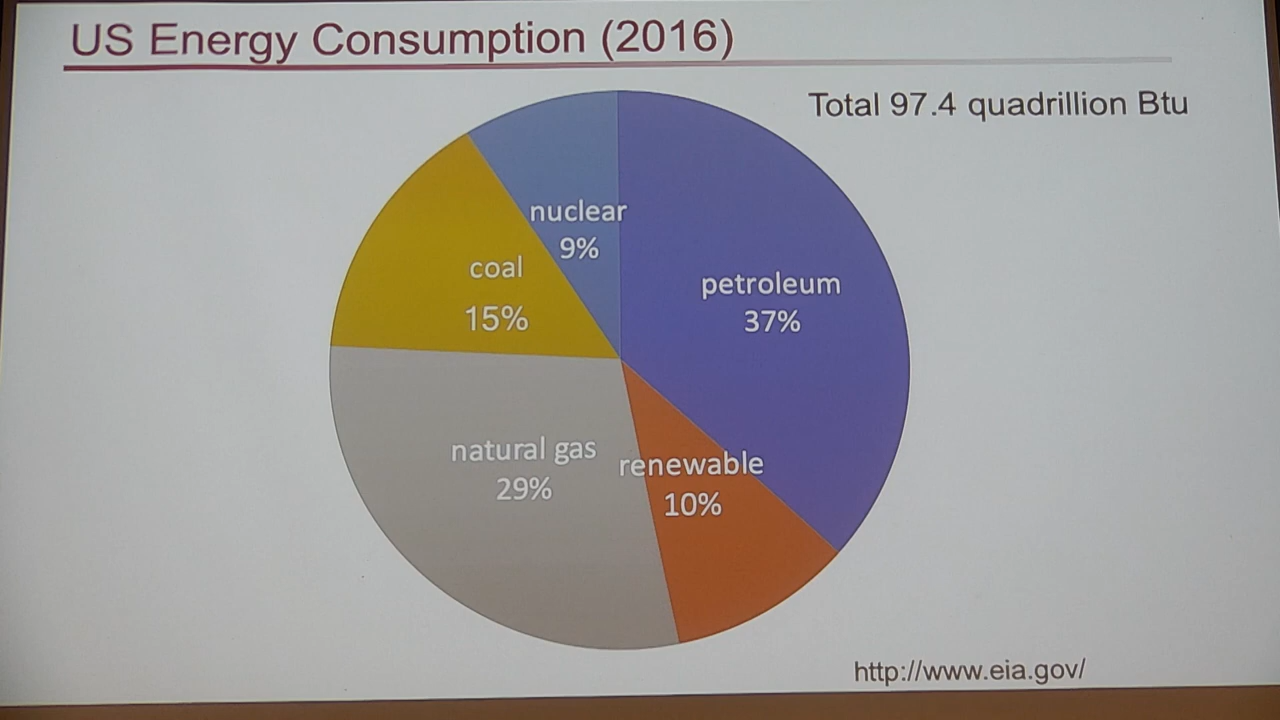 US Energy Consumption (2016)
Total 97.4 quadrillion Btu
nuclear
9%
coal
15%
petroleum
37%
natural gas
29%
renewable
10%
http://www.eia.gov/